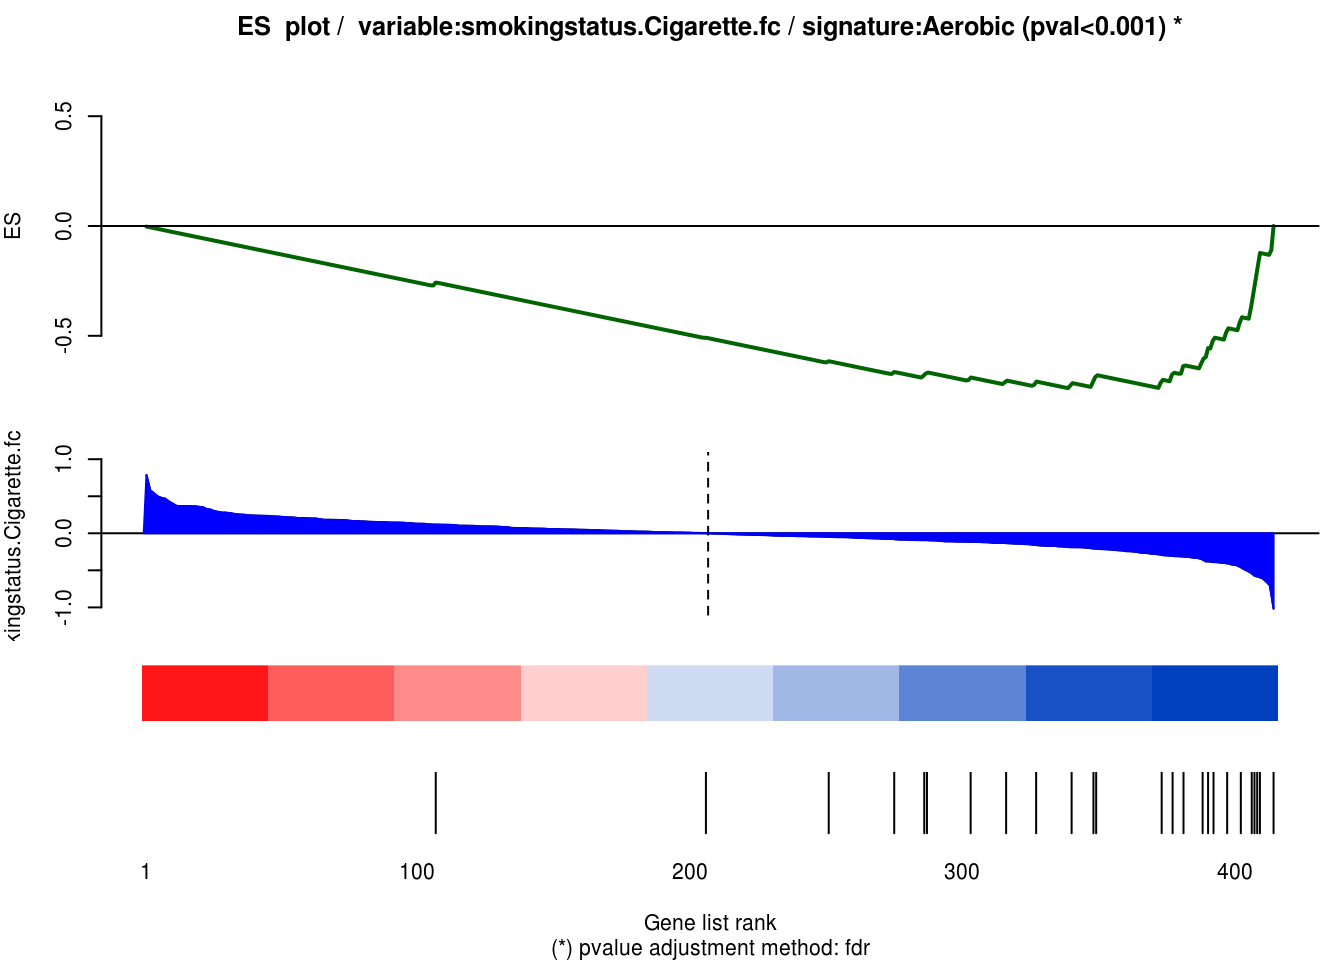 ES plot / variable:smokingstatus.Cigarette.fc / signature:Aerobic (pval<0.001) *
0.5
0.0
-0.5
ES
1.0
0.0
-1.0
kingstatus.Cigarette.fc
1 100 200 300 400
Gene list rank
(*) pvalue adjustment method: fdr